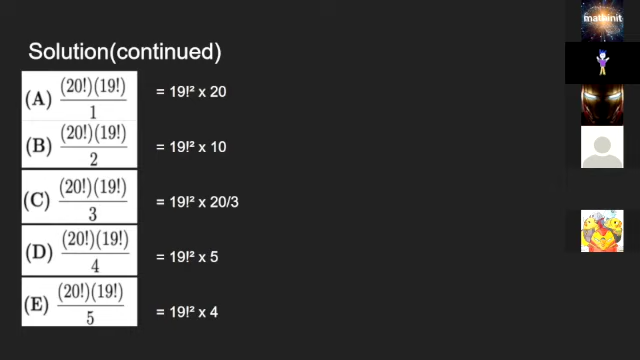 matsinit
Solution(continued)
(A) (20!)(19!)/1 = 19!² x 20
(B) (20!)(19!)/2 = 19!² x 10
(C) (20!)(19!)/3 = 19!² x 20/3
(D) (20!)(19!)/4 = 19!² x 5
(E) (20!)(19!)/5 = 19!² x 4